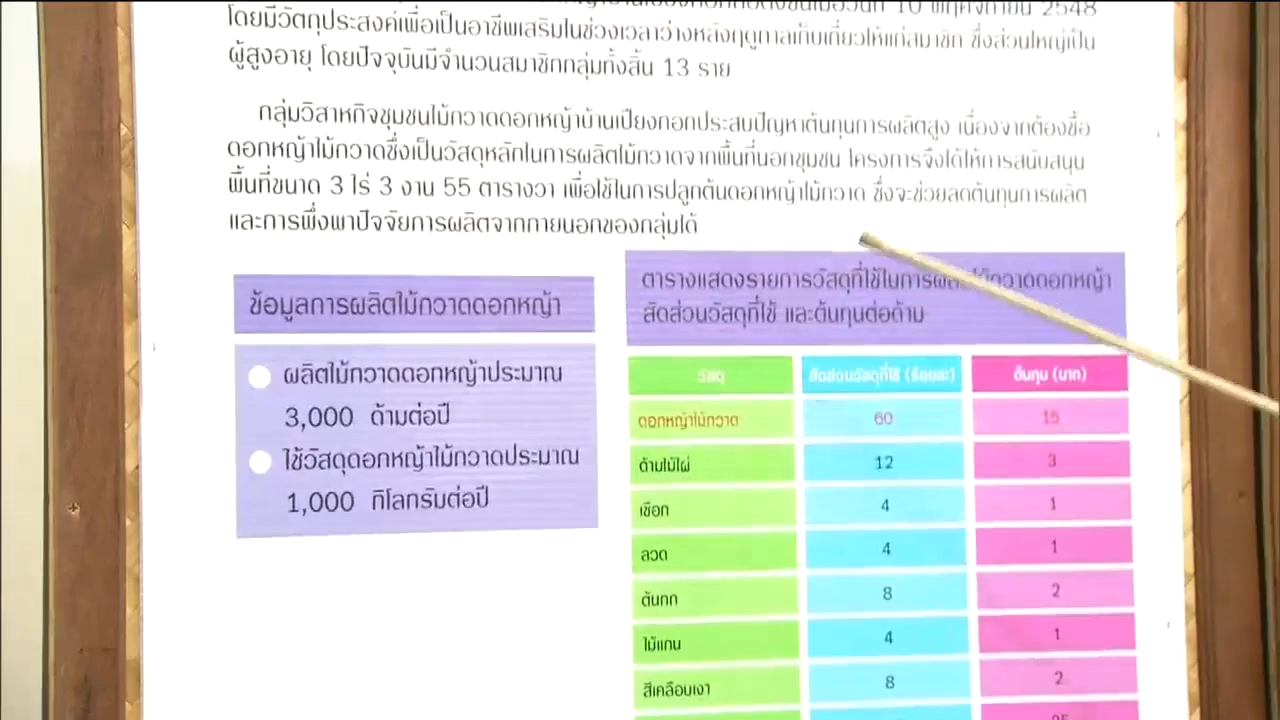 10 พฤศจิกายน 2548
โดยมีวัตถุประสงค์เพื่อเป็นอาชีพเสริมในช่วงเวลาว่างหลังฤดูกาลเก็บเกี่ยวให้แก่สมาชิก ซึ่งส่วนใหญ่เป็น
ผู้สูงอายุ โดยปัจจุบันมีจำนวนสมาชิกกลุ่มทั้งสิ้น 13 ราย
กลุ่มวิสาหกิจชุมชนไม้กวาดดอกหญ้าบ้านเปียงกอกประสบปัญหาต้นทุนการผลิตสูง เนื่องจากต้องซื้อ
ดอกหญ้าไม้กวาดซึ่งเป็นวัสดุหลักในการผลิตไม้กวาดจากพื้นที่นอกชุมชน โครงการจึงได้ให้การสนับสนุน
พื้นที่ขนาด 3 ไร่ 3 งาน 55 ตารางวา เพื่อใช้ในการปลูกต้นดอกหญ้าไม้กวาด ซึ่งจะช่วยลดต้นทุนการผลิต
และการพึ่งพาปัจจัยการผลิตจากภายนอกของกลุ่มได้
ข้อมูลการผลิตไม้กวาดดอกหญ้า
ผลิตไม้กวาดดอกหญ้าประมาณ
3,000 ด้ามต่อปี
ใช้วัสดุดอกหญ้าไม้กวาดประมาณ
1,000 กิโลกรัมต่อปี
ตารางแสดงรายการวัสดุที่ใช้ในการผลิตไม้กวาดดอกหญ้า
สัดส่วนวัสดุที่ใช้ และต้นทุนต่อด้าม
วัสดุ สัดส่วนวัสดุที่ใช้ (ร้อยละ) ต้นทุน (บาท)
ดอกหญ้าไม้กวาด 60 15
ด้ามไม้ไผ่ 12 3
เชือก 4 1
ลวด 4 1
ต้นกก 8 2
ไม้แกน 4 1
สีเคลือบเงา 8 2